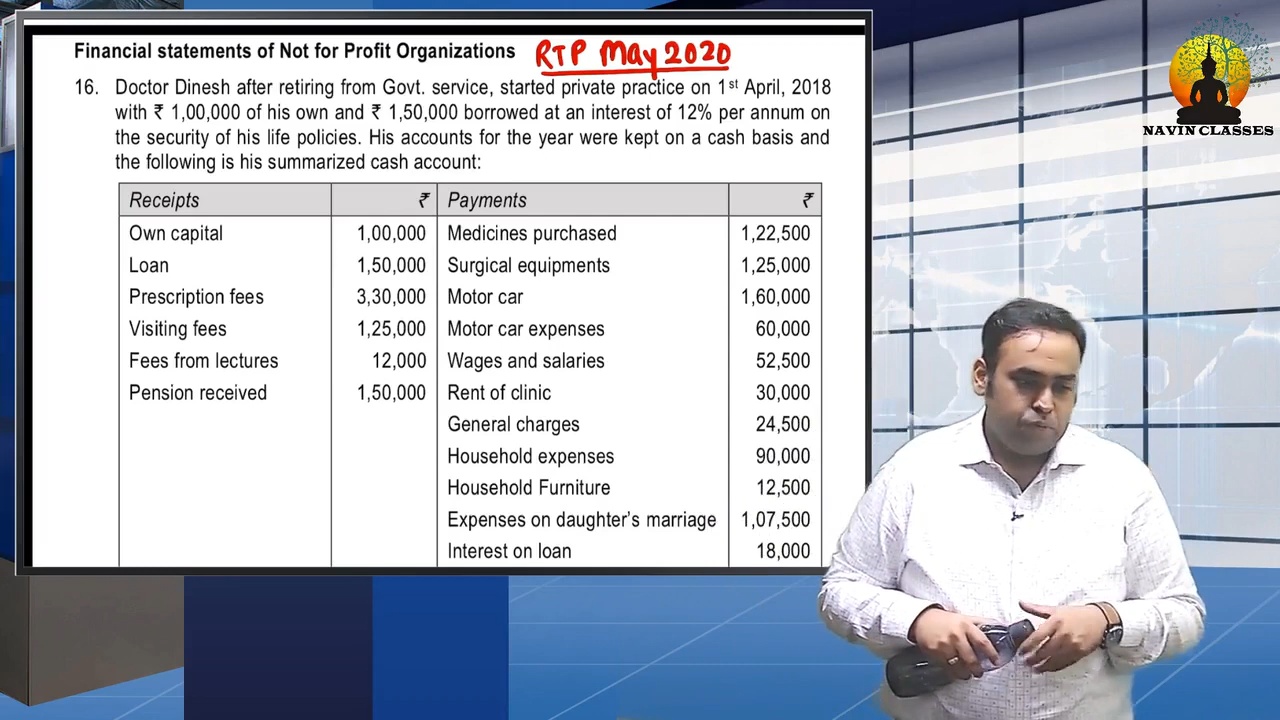 Financial statements of Not for Profit Organizations RTP May 2020
16. Doctor Dinesh after retiring from Govt. service, started private practice on 1st April, 2018
with ₹ 1,00,000 of his own and ₹ 1,50,000 borrowed at an interest of 12% per annum on
the security of his life policies. His accounts for the year were kept on a cash basis and
the following is his summarized cash account:
Receipts ₹ Payments ₹
Own capital 1,00,000 Medicines purchased 1,22,500
Loan 1,50,000 Surgical equipments 1,25,000
Prescription fees 3,30,000 Motor car 1,60,000
Visiting fees 1,25,000 Motor car expenses 60,000
Fees from lectures 12,000 Wages and salaries 52,500
Pension received 1,50,000 Rent of clinic 30,000
General charges 24,500
Household expenses 90,000
Household Furniture 12,500
Expenses on daughter's marriage 1,07,500
Interest on loan 18,000
NAVIN CLASSES